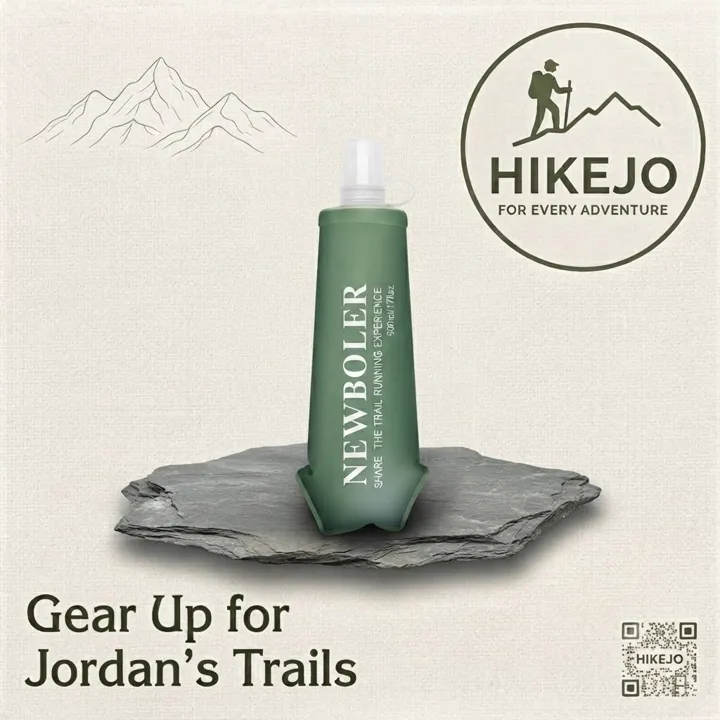 HIKEJO
FOR EVERY ADVENTURE
NEWBOLER
SHARE THE TRAIL RUNNING EXPERIENCE
Gear Up for
Jordan's Trails
HIKEJO